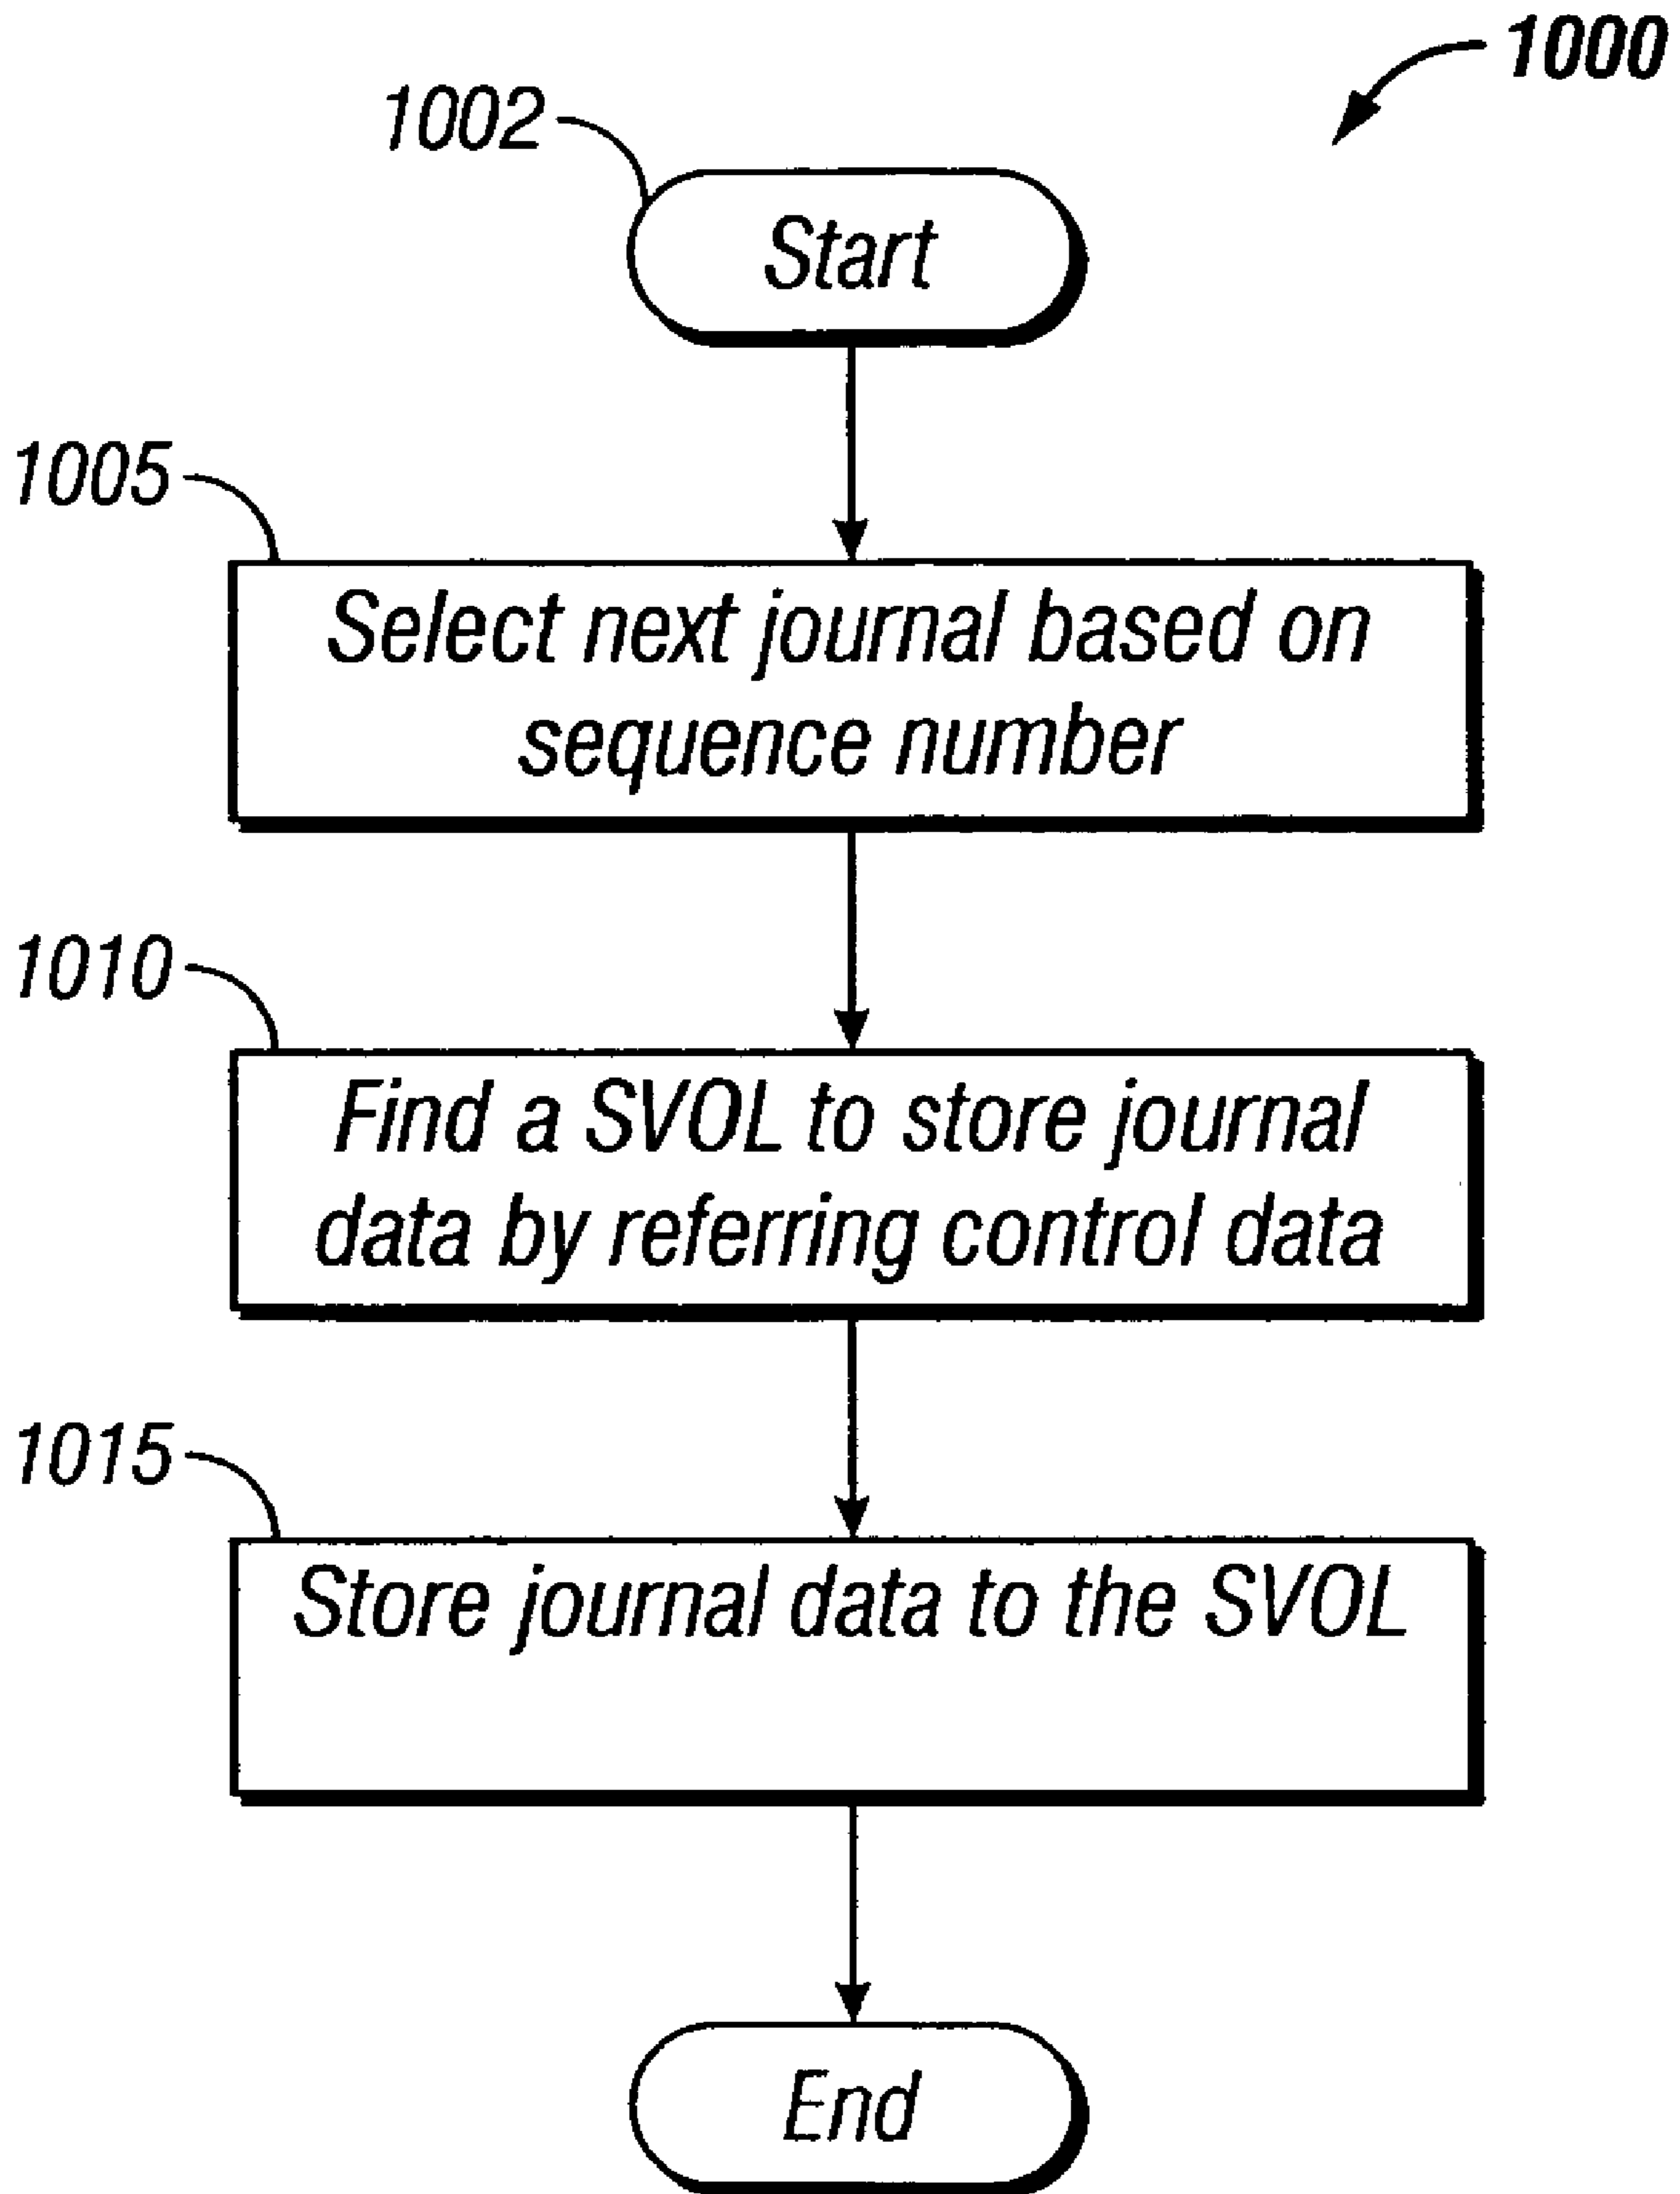 1000
1002
Start
1005
Select next journal based on
sequence number
1010
Find a SVOL to store journal
data by referring control data
1015
Store journal data to the SVOL
End